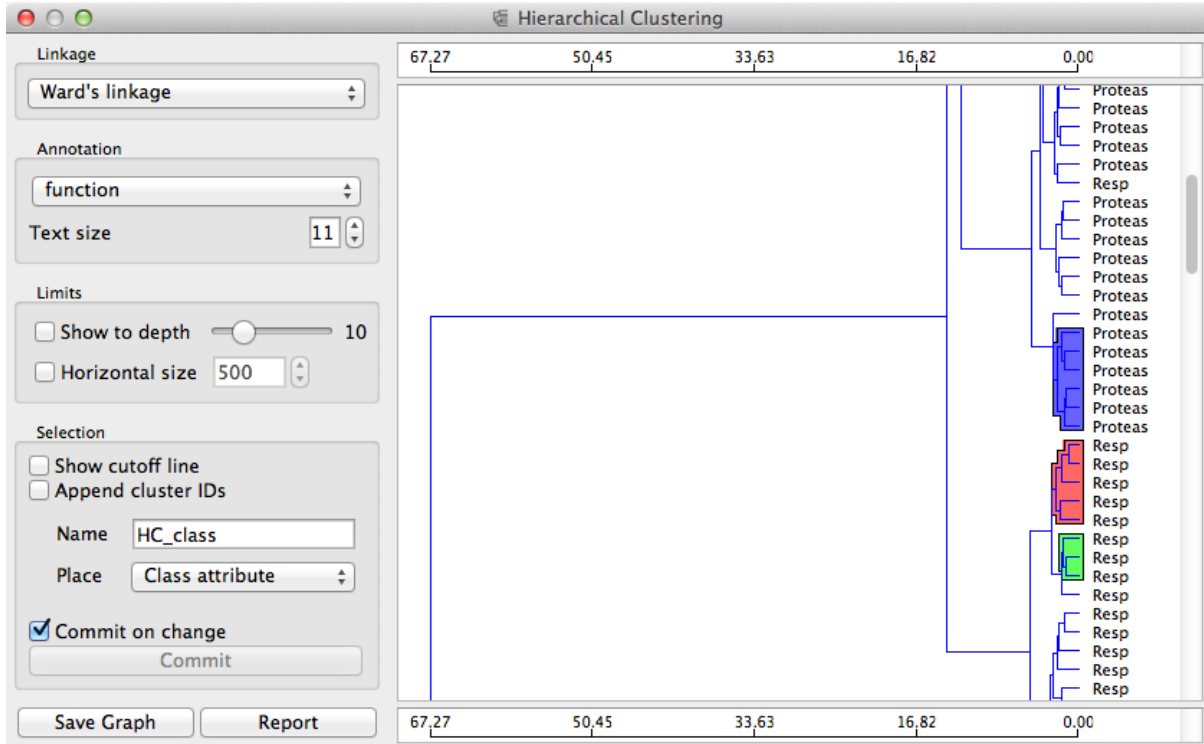 Hierarchical Clustering
Linkage
Ward's linkage
Annotation
function
Text size 11
Limits
Show to depth 10
Horizontal size 500
Selection
Show cutoff line
Append cluster IDs
Name HC_class
Place Class attribute
Commit on change
Commit
Save Graph Report
67.27 50.45 33.63 16.82 0.00
Proteas
Proteas
Proteas
Proteas
Proteas
Resp
Proteas
Proteas
Proteas
Proteas
Proteas
Proteas
Proteas
Proteas
Proteas
Proteas
Proteas
Proteas
Proteas
Resp
Resp
Resp
Resp
Resp
Resp
Resp
Resp
Resp
Resp
Resp
Resp
Resp
Resp
67.27 50.45 33.63 16.82 0.00